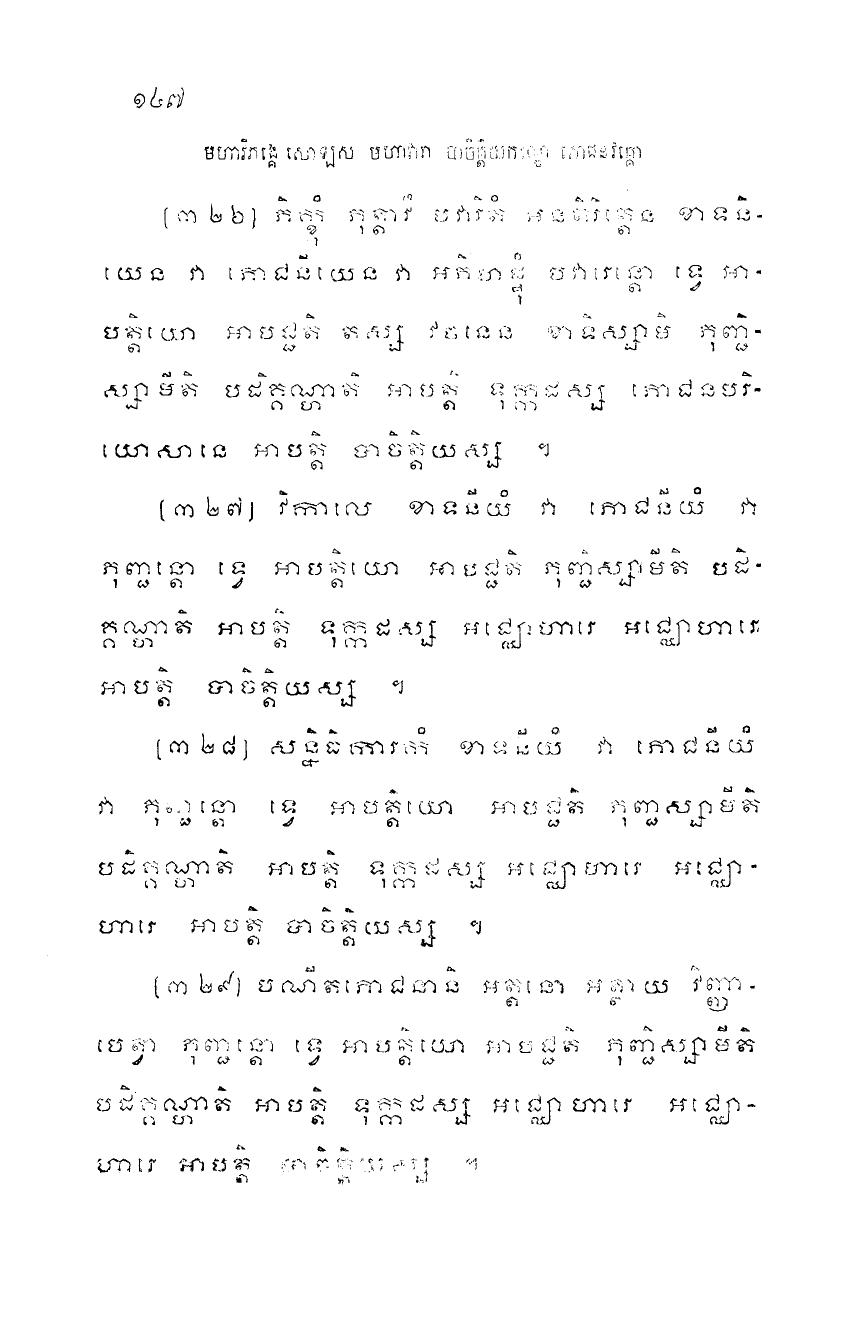 ១៤៧
មហាវិភង្គេ សោឡស មហាវារា បាចិត្តិយកណ្ឌេ ភោជនវគ្គោ
[៣២៦] ភិក្ខុំ ភុត្តាវឹ បវារិតំ អនតិរិត្តេន ខាទនី-
យេន វា ភោជនីយេន វា អភិហដ្ឋុំ បវារេន្តោ ទ្វេ អា-
បត្តិយោ អាបជ្ជតិ តស្ស វចនេន ខាទិស្សាមិ ភុញ្ជិ-
ស្សាមីតិ បដិគ្គណ្ហាតិ អាបត្តិ ទុក្កដស្ស ភោជនបរិ-
យោសានេ អាបត្តិ បាចិត្តិយស្ស ។
[៣២៧] វិកាលេ ខាទនីយំ វា ភោជនីយំ វា
ភុញ្ជន្តោ ទ្វេ អាបត្តិយោ អាបជ្ជតិ ភុញ្ជិស្សាមីតិ បដិ-
គ្គណ្ហាតិ អាបត្តិ ទុក្កដស្ស អជ្ឈោហារេ អជ្ឈោហារេ
អាបត្តិ បាចិត្តិយស្ស ។
[៣២៨] សន្និធិការកំ ខាទនីយំ វា ភោជនីយំ
វា ភុញ្ជន្តោ ទ្វេ អាបត្តិយោ អាបជ្ជតិ ភុញ្ជិស្សាមីតិ
បដិគ្គណ្ហាតិ អាបត្តិ ទុក្កដស្ស អជ្ឈោហារេ អជ្ឈោ-
ហារេ អាបត្តិ បាចិត្តិយស្ស ។
[៣២៩] បណីតភោជនានិ អត្តនោ អត្ថាយ វិញ្ញា-
បេត្វា ភុញ្ជន្តោ ទ្វេ អាបត្តិយោ អាបជ្ជតិ ភុញ្ជិស្សាមីតិ
បដិគ្គណ្ហាតិ អាបត្តិ ទុក្កដស្ស អជ្ឈោហារេ អជ្ឈោ-
ហារេ អាបត្តិ បាចិត្តិយស្ស ។